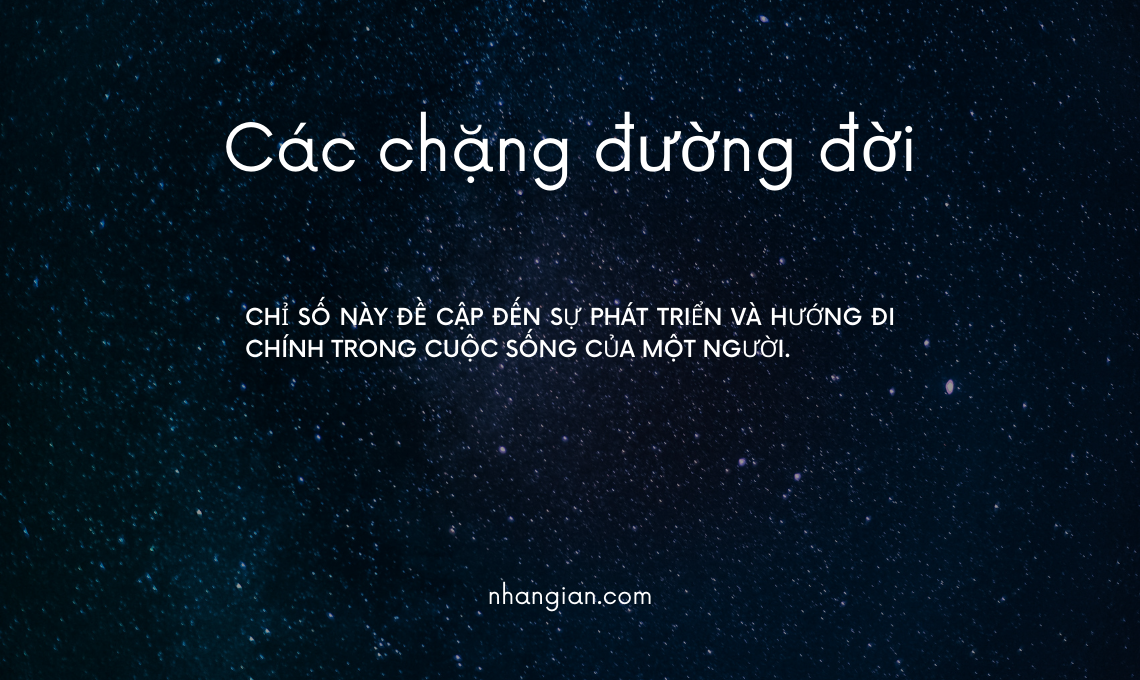 Các chặng đường đời
CHỈ SỐ NÀY ĐỀ CẬP ĐẾN SỰ PHÁT TRIỂN VÀ HƯỚNG ĐI
CHÍNH TRONG CUỘC SỐNG CỦA MỘT NGƯỜI.
nhangian.com